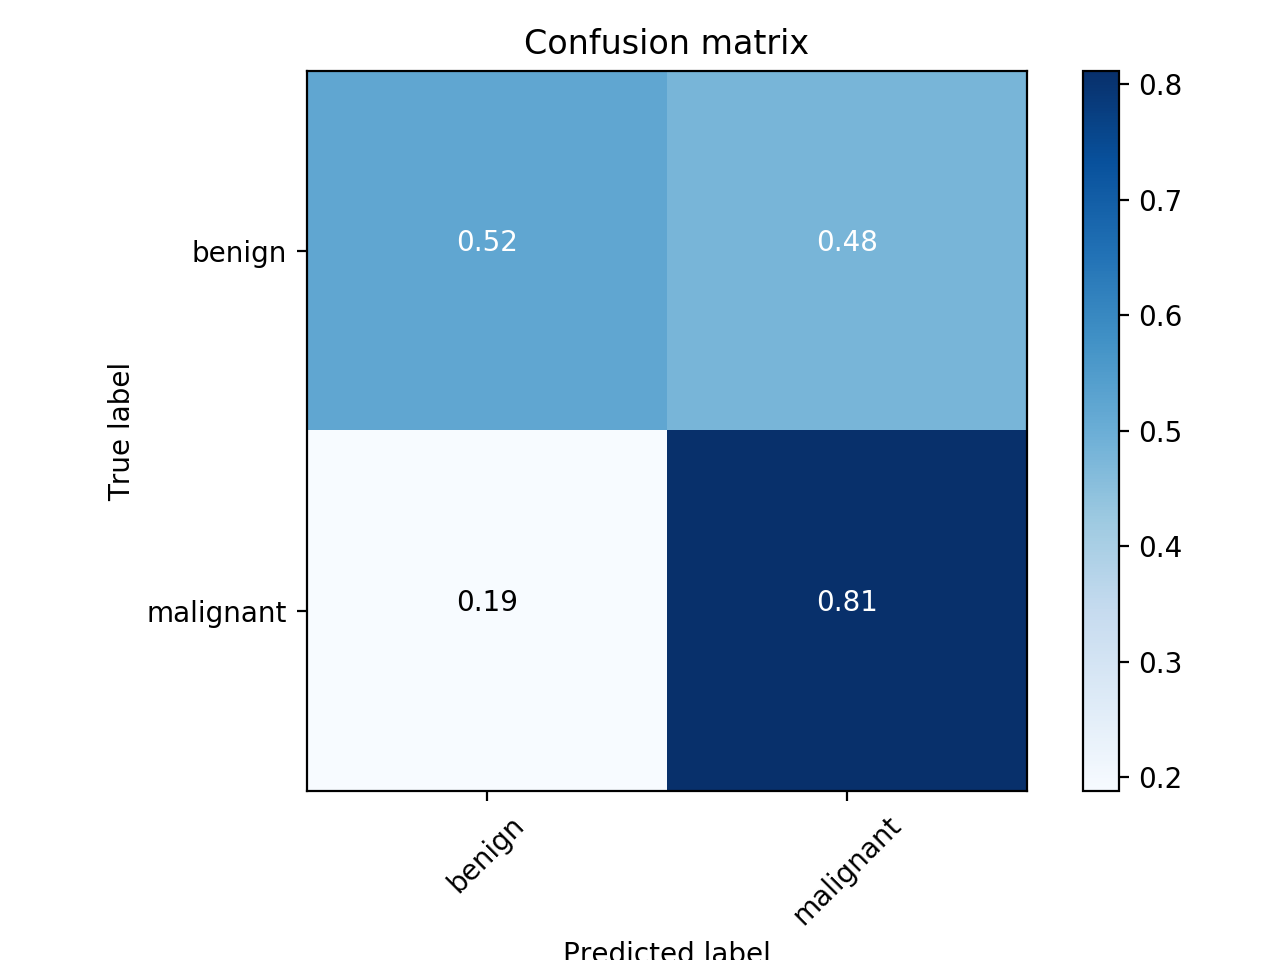 Confusion matrix
benign
0.52
0.48
malignant
0.19
0.81
True label
benign
malignant
Predicted label
0.8
0.7
0.6
0.5
0.4
0.3
0.2